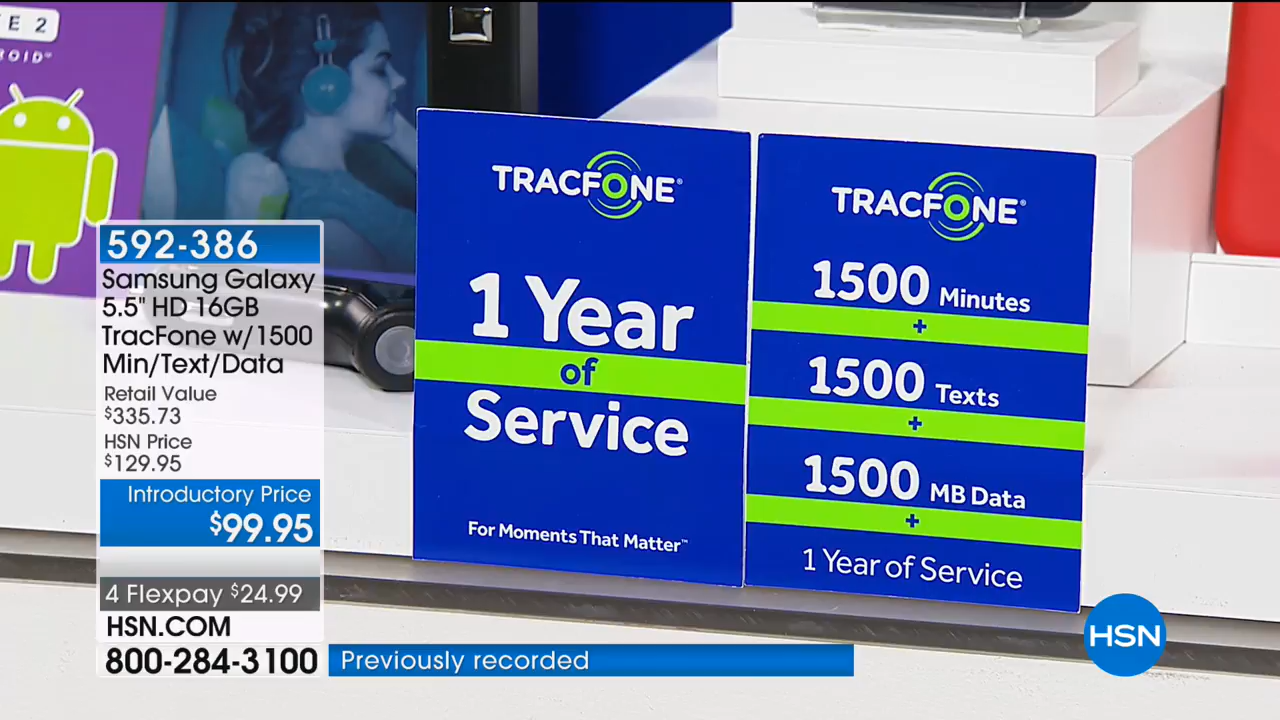 E 2
ROID™
592-386
Samsung Galaxy
5.5" HD 16GB
TracFone w/1500
Min/Text/Data
Retail Value
$335.73
HSN Price
$129.95
Introductory Price
$99.95
4 Flexpay $24.99
HSN.COM
800-284-3100
Previously recorded
TRACFONE®
1 Year
of
Service
For Moments That Matter™
TRACFONE®
1500 Minutes
+
1500 Texts
+
1500 MB Data
+
1 Year of Service
HSN